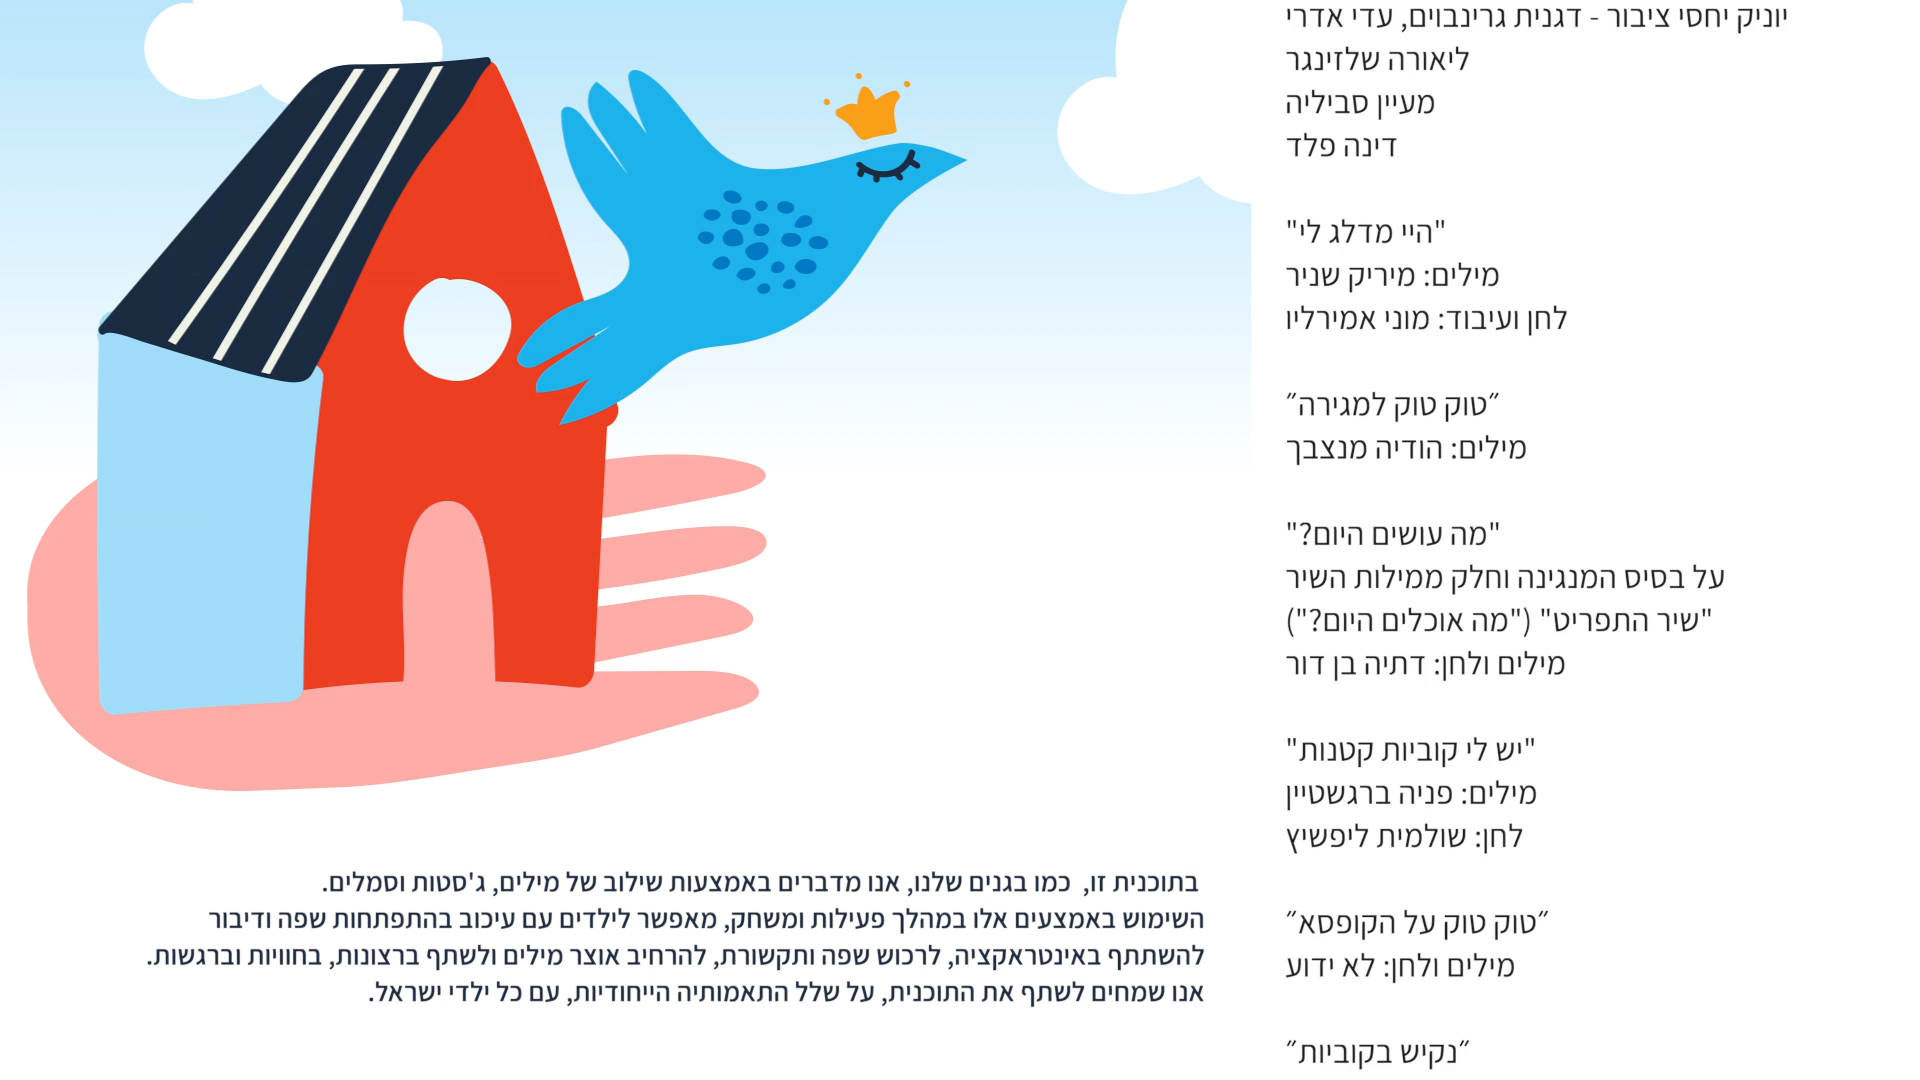 יוניק יחסי ציבור - דגנית גרינבוים, עדי אדרי
ליאורה שלזינגר
מעיין סביליה
דינה פלד
"היי מדלג לי"
מילים: מיריק שניר
לחן ועיבוד: מוני אמירליו
״טוק טוק למגירה״
מילים: הודיה מנצבך
"מה עושים היום?"
על בסיס המנגינה וחלק ממילות השיר
"שיר התפריט" ("מה אוכלים היום?")
מילים ולחן: דתיה בן דור
"יש לי קוביות קטנות"
מילים: פניה ברגשטיין
לחן: שולמית ליפשיץ
״טוק טוק על הקופסא״
מילים ולחן: לא ידוע
״נקיש בקוביות״
בתוכנית זו, כמו בגנים שלנו, אנו מדברים באמצעות שילוב של מילים, ג'סטות וסמלים.
השימוש באמצעים אלו במהלך פעילות ומשחק, מאפשר לילדים עם עיכוב בהתפתחות שפה ודיבור
להשתתף באינטראקציה, לרכוש שפה ותקשורת, להרחיב אוצר מילים ולשתף ברצונות, בחוויות וברגשות.
אנו שמחים לשתף את התוכנית, על שלל התאמותיה הייחודיות, עם כל ילדי ישראל.